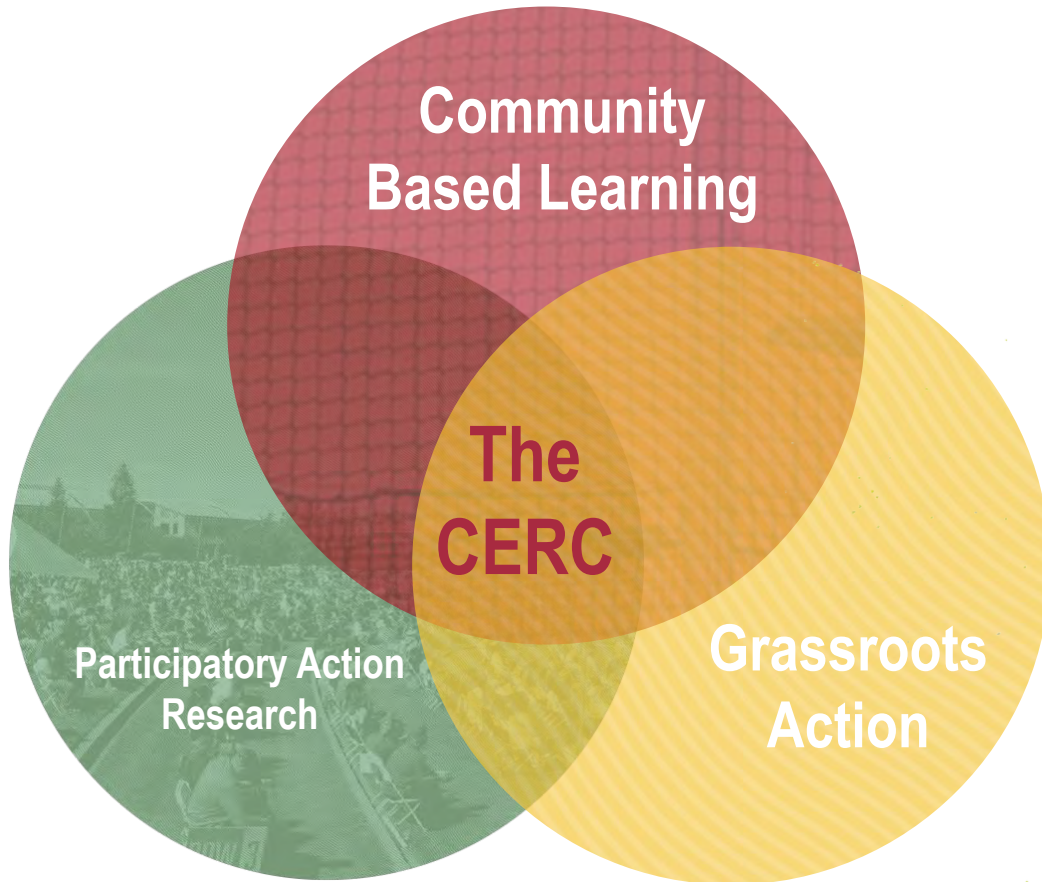 Community
Based Learning
The
CERC
Participatory Action
Research
Grassroots
Action